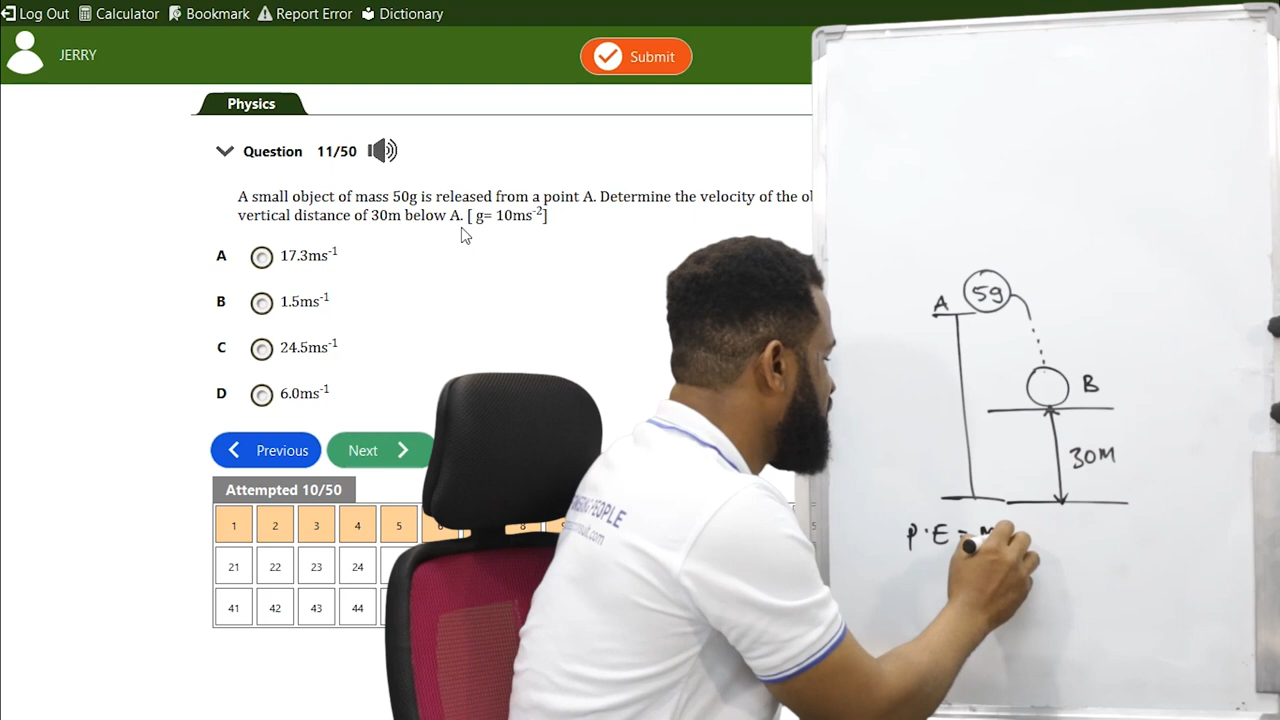 Log Out Calculator Bookmark Report Error Dictionary
JERRY
Submit
Physics
Question 11/50
A small object of mass 50g is released from a point A. Determine the velocity of the
vertical distance of 30m below A. [ g= 10ms⁻²]
A 17.3ms⁻¹
B 1.5ms⁻¹
C 24.5ms⁻¹
D 6.0ms⁻¹
Previous Next
Attempted 10/50
1 2 3 4 5 8
21 22 23 24
41 42 43 44
A 5g
B
30M
P.E =
PEOPLE
.com